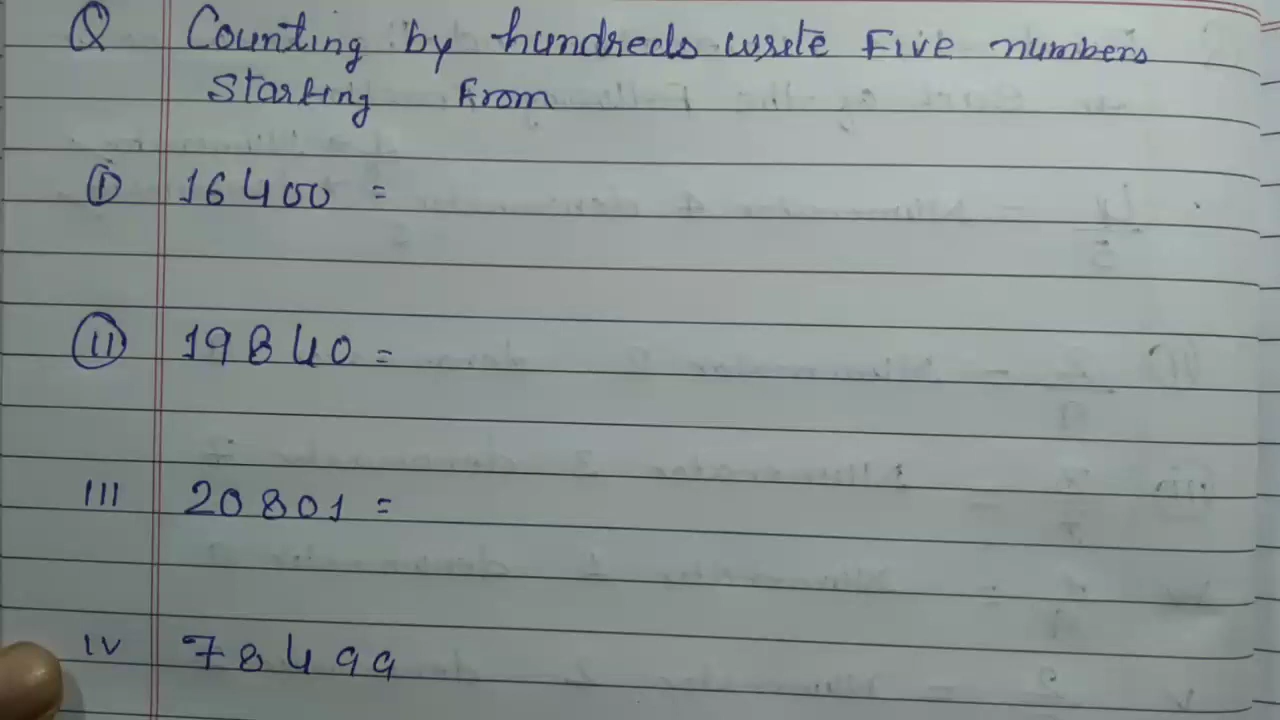 Q Counting by hundreds write Five numbers
Starting From
(i) 16400 =
(ii) 19840 =
III 20801 =
IV 78499